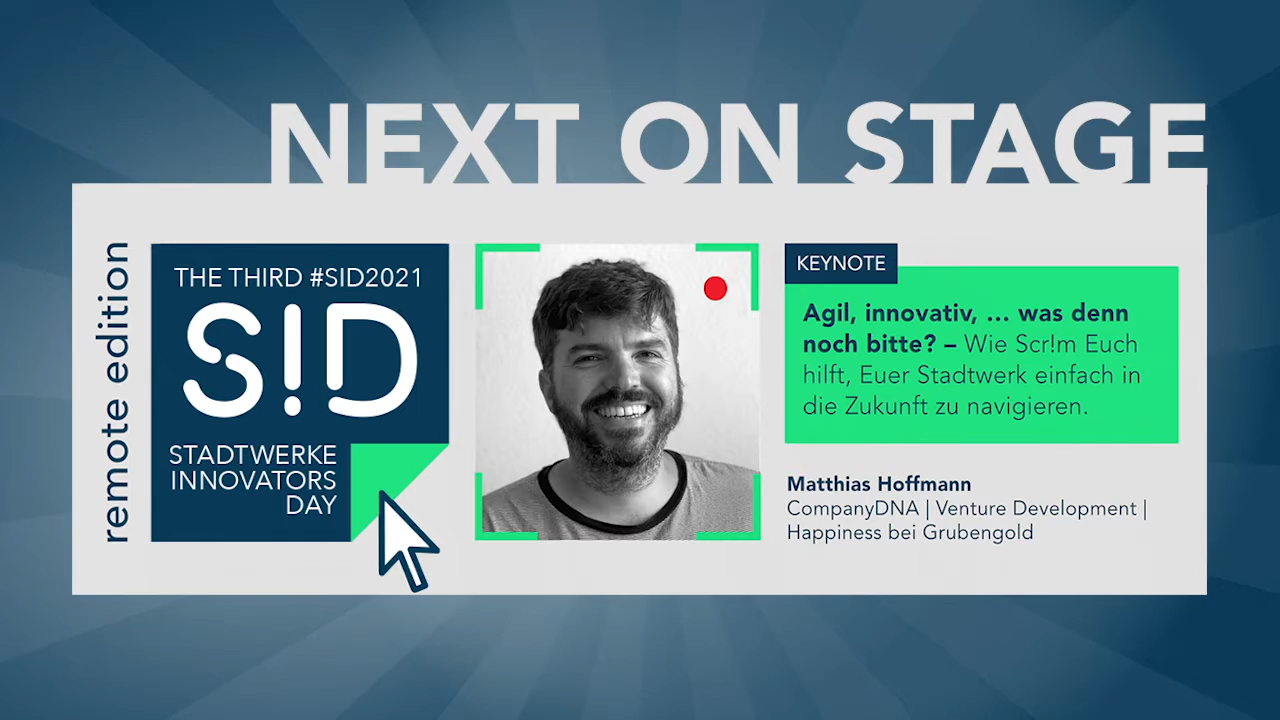 NEXT ON STAGE
remote edition
THE THIRD #SID2021
S!D
STADTWERKE
INNOVATORS
DAY
KEYNOTE
Agil, innovativ, ... was denn
noch bitte? – Wie Scr!m Euch
hilft, Euer Stadtwerk einfach in
die Zukunft zu navigieren.
Matthias Hoffmann
CompanyDNA | Venture Development |
Happiness bei Grubengold